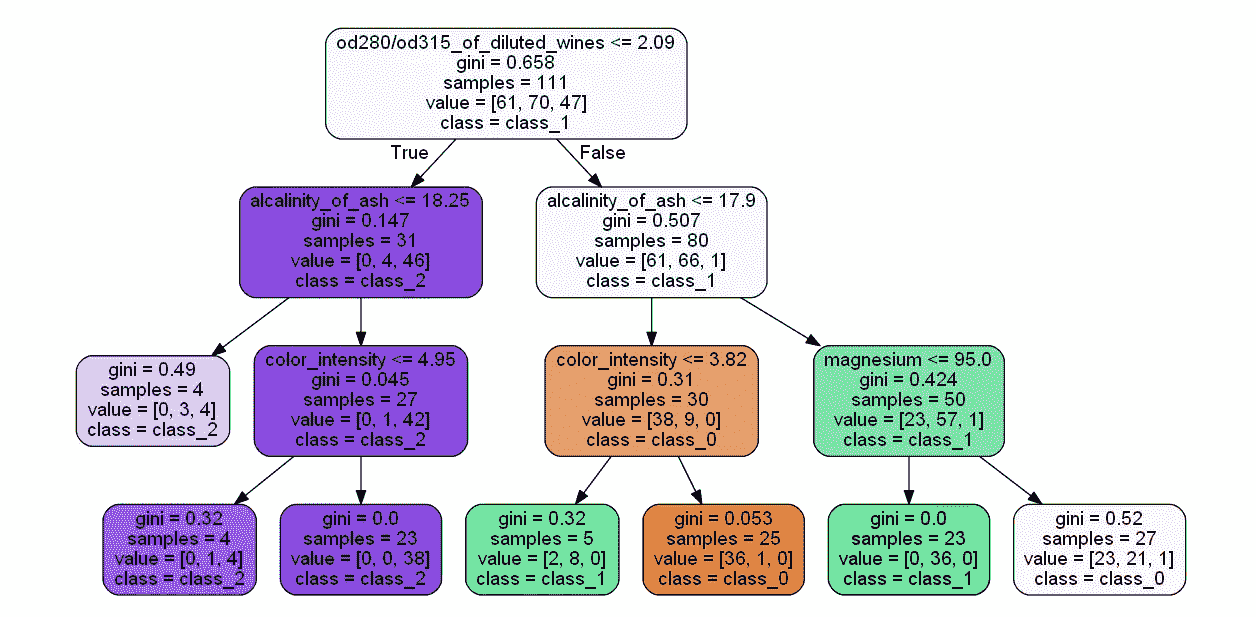 od280/od315_of_diluted_wines <= 2.09
gini = 0.658
samples = 111
value = [61, 70, 47]
class = class_1
True
False
alcalinity_of_ash <= 18.25
gini = 0.147
samples = 31
value = [0, 4, 46]
class = class_2
alcalinity_of_ash <= 17.9
gini = 0.507
samples = 80
value = [61, 66, 1]
class = class_1
gini = 0.49
samples = 4
value = [0, 3, 4]
class = class_2
color_intensity <= 4.95
gini = 0.045
samples = 27
value = [0, 1, 42]
class = class_2
color_intensity <= 3.82
gini = 0.31
samples = 30
value = [38, 9, 0]
class = class_0
magnesium <= 95.0
gini = 0.424
samples = 50
value = [23, 57, 1]
class = class_1
gini = 0.32
samples = 4
value = [0, 1, 4]
class = class_2
gini = 0.0
samples = 23
value = [0, 0, 38]
class = class_2
gini = 0.32
samples = 5
value = [2, 8, 0]
class = class_1
gini = 0.053
samples = 25
value = [36, 1, 0]
class = class_0
gini = 0.0
samples = 23
value = [0, 36, 0]
class = class_1
gini = 0.52
samples = 27
value = [23, 21, 1]
class = class_0